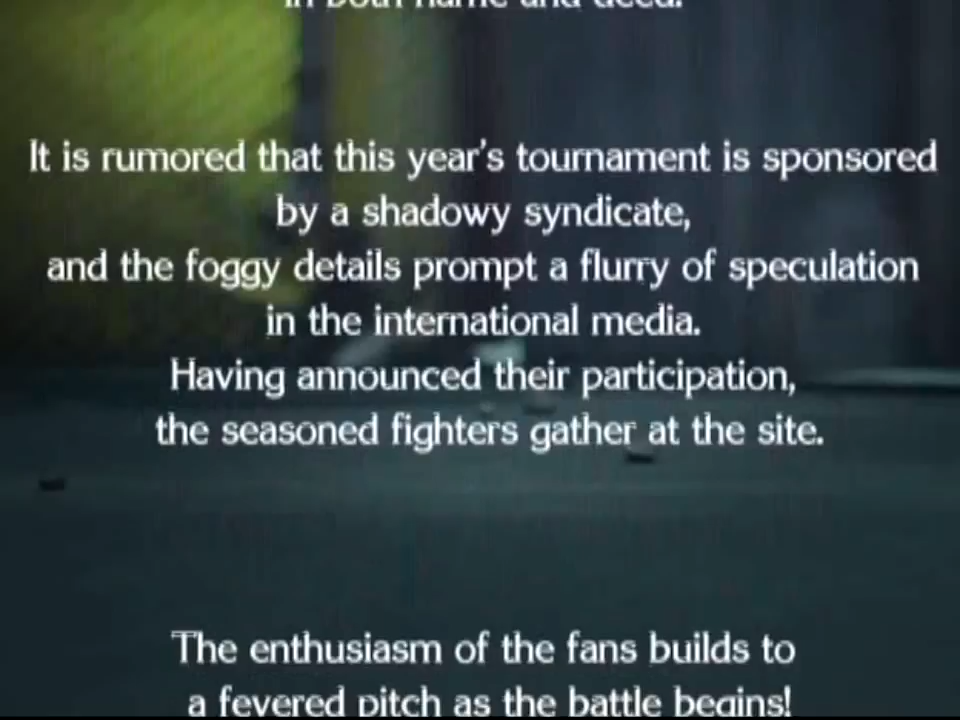 in both name and deed.
It is rumored that this year's tournament is sponsored
by a shadowy syndicate,
and the foggy details prompt a flurry of speculation
in the international media.
Having announced their participation,
the seasoned fighters gather at the site.
The enthusiasm of the fans builds to
a fevered pitch as the battle begins!